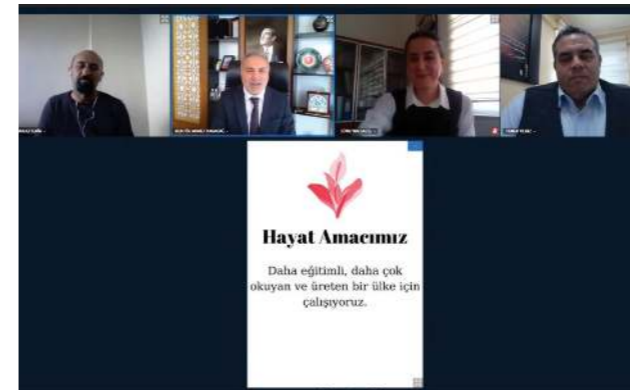 Hayat Amacımız
Daha eğitimli, daha çok
okuyan ve üreten bir ülke için
çalışıyoruz.